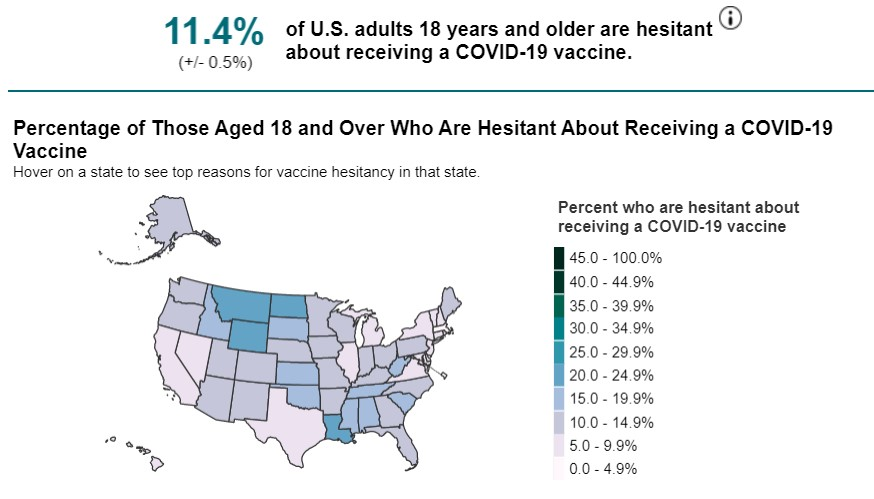 11.4%
(+/- 0.5%)
of U.S. adults 18 years and older are hesitant
about receiving a COVID-19 vaccine.
i
Percentage of Those Aged 18 and Over Who Are Hesitant About Receiving a COVID-19
Vaccine
Hover on a state to see top reasons for vaccine hesitancy in that state.
Percent who are hesitant about
receiving a COVID-19 vaccine
45.0 - 100.0%
40.0 - 44.9%
35.0 - 39.9%
30.0 - 34.9%
25.0 - 29.9%
20.0 - 24.9%
15.0 - 19.9%
10.0 - 14.9%
5.0 - 9.9%
0.0 - 4.9%